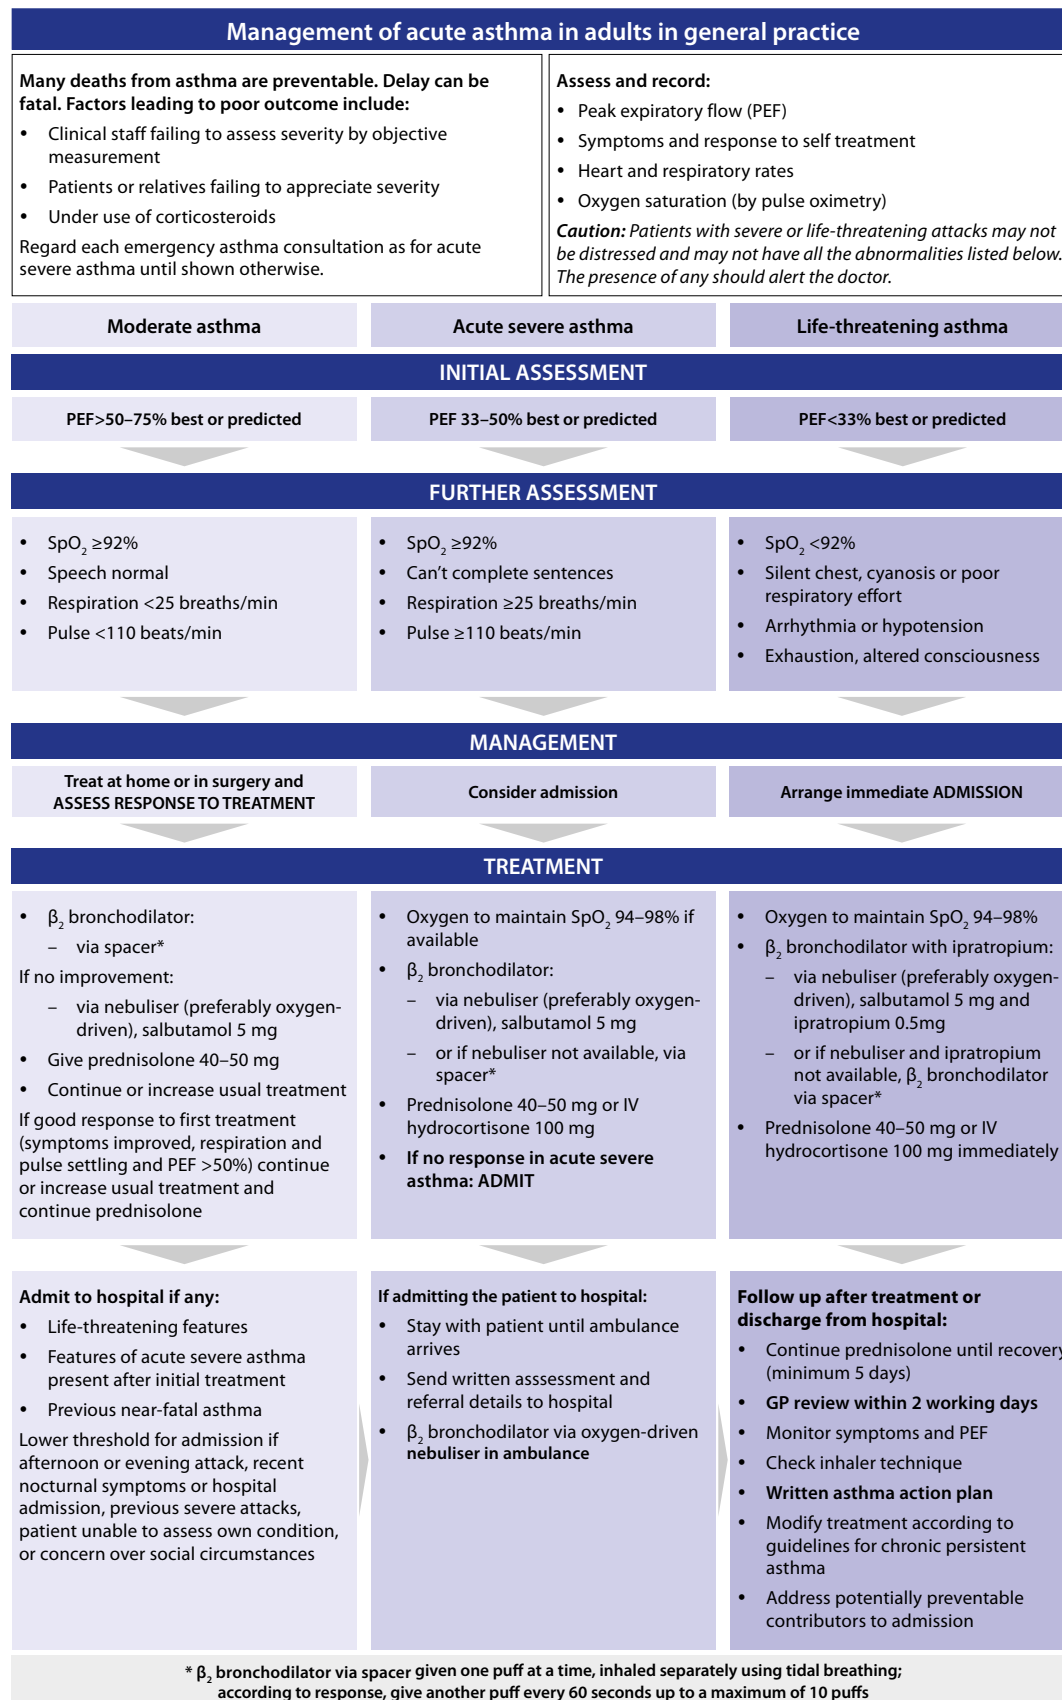 Management of acute asthma in adults in general practice
Many deaths from asthma are preventable. Delay can be
fatal. Factors leading to poor outcome include:
• Clinical staff failing to assess severity by objective
measurement
• Patients or relatives failing to appreciate severity
• Under use of corticosteroids
Regard each emergency asthma consultation as for acute
severe asthma until shown otherwise.
Assess and record:
• Peak expiratory flow (PEF)
• Symptoms and response to self treatment
• Heart and respiratory rates
• Oxygen saturation (by pulse oximetry)
Caution: Patients with severe or life-threatening attacks may not
be distressed and may not have all the abnormalities listed below.
The presence of any should alert the doctor.
Moderate asthma
Acute severe asthma
Life-threatening asthma
INITIAL ASSESSMENT
PEF>50–75% best or predicted
PEF 33–50% best or predicted
PEF<33% best or predicted
FURTHER ASSESSMENT
• SpO₂ ≥92%
• Speech normal
• Respiration <25 breaths/min
• Pulse <110 beats/min
• SpO₂ ≥92%
• Can’t complete sentences
• Respiration ≥25 breaths/min
• Pulse ≥110 beats/min
• SpO₂ <92%
• Silent chest, cyanosis or poor
respiratory effort
• Arrhythmia or hypotension
• Exhaustion, altered consciousness
MANAGEMENT
Treat at home or in surgery and
ASSESS RESPONSE TO TREATMENT
Consider admission
Arrange immediate ADMISSION
TREATMENT
• β₂ bronchodilator:
– via spacer*
If no improvement:
– via nebuliser (preferably oxygen-
driven), salbutamol 5 mg
• Give prednisolone 40–50 mg
• Continue or increase usual treatment
If good response to first treatment
(symptoms improved, respiration and
pulse settling and PEF >50%) continue
or increase usual treatment and
continue prednisolone
• Oxygen to maintain SpO₂ 94–98% if
available
• β₂ bronchodilator:
– via nebuliser (preferably oxygen-
driven), salbutamol 5 mg
– or if nebuliser not available, via
spacer*
• Prednisolone 40–50 mg or IV
hydrocortisone 100 mg
• If no response in acute severe
asthma: ADMIT
• Oxygen to maintain SpO₂ 94–98%
• β₂ bronchodilator with ipratropium:
– via nebuliser (preferably oxygen-
driven), salbutamol 5 mg and
ipratropium 0.5mg
– or if nebuliser and ipratropium
not available, β₂ bronchodilator
via spacer*
• Prednisolone 40–50 mg or IV
hydrocortisone 100 mg immediately
Admit to hospital if any:
• Life-threatening features
• Features of acute severe asthma
present after initial treatment
• Previous near-fatal asthma
Lower threshold for admission if
afternoon or evening attack, recent
nocturnal symptoms or hospital
admission, previous severe attacks,
patient unable to assess own condition,
or concern over social circumstances
If admitting the patient to hospital:
• Stay with patient until ambulance
arrives
• Send written asssessment and
referral details to hospital
• β₂ bronchodilator via oxygen-driven
nebuliser in ambulance
Follow up after treatment or
discharge from hospital:
• Continue prednisolone until recovery
(minimum 5 days)
• GP review within 2 working days
• Monitor symptoms and PEF
• Check inhaler technique
• Written asthma action plan
• Modify treatment according to
guidelines for chronic persistent
asthma
• Address potentially preventable
contributors to admission
* β₂ bronchodilator via spacer given one puff at a time, inhaled separately using tidal breathing;
according to response, give another puff every 60 seconds up to a maximum of 10 puffs